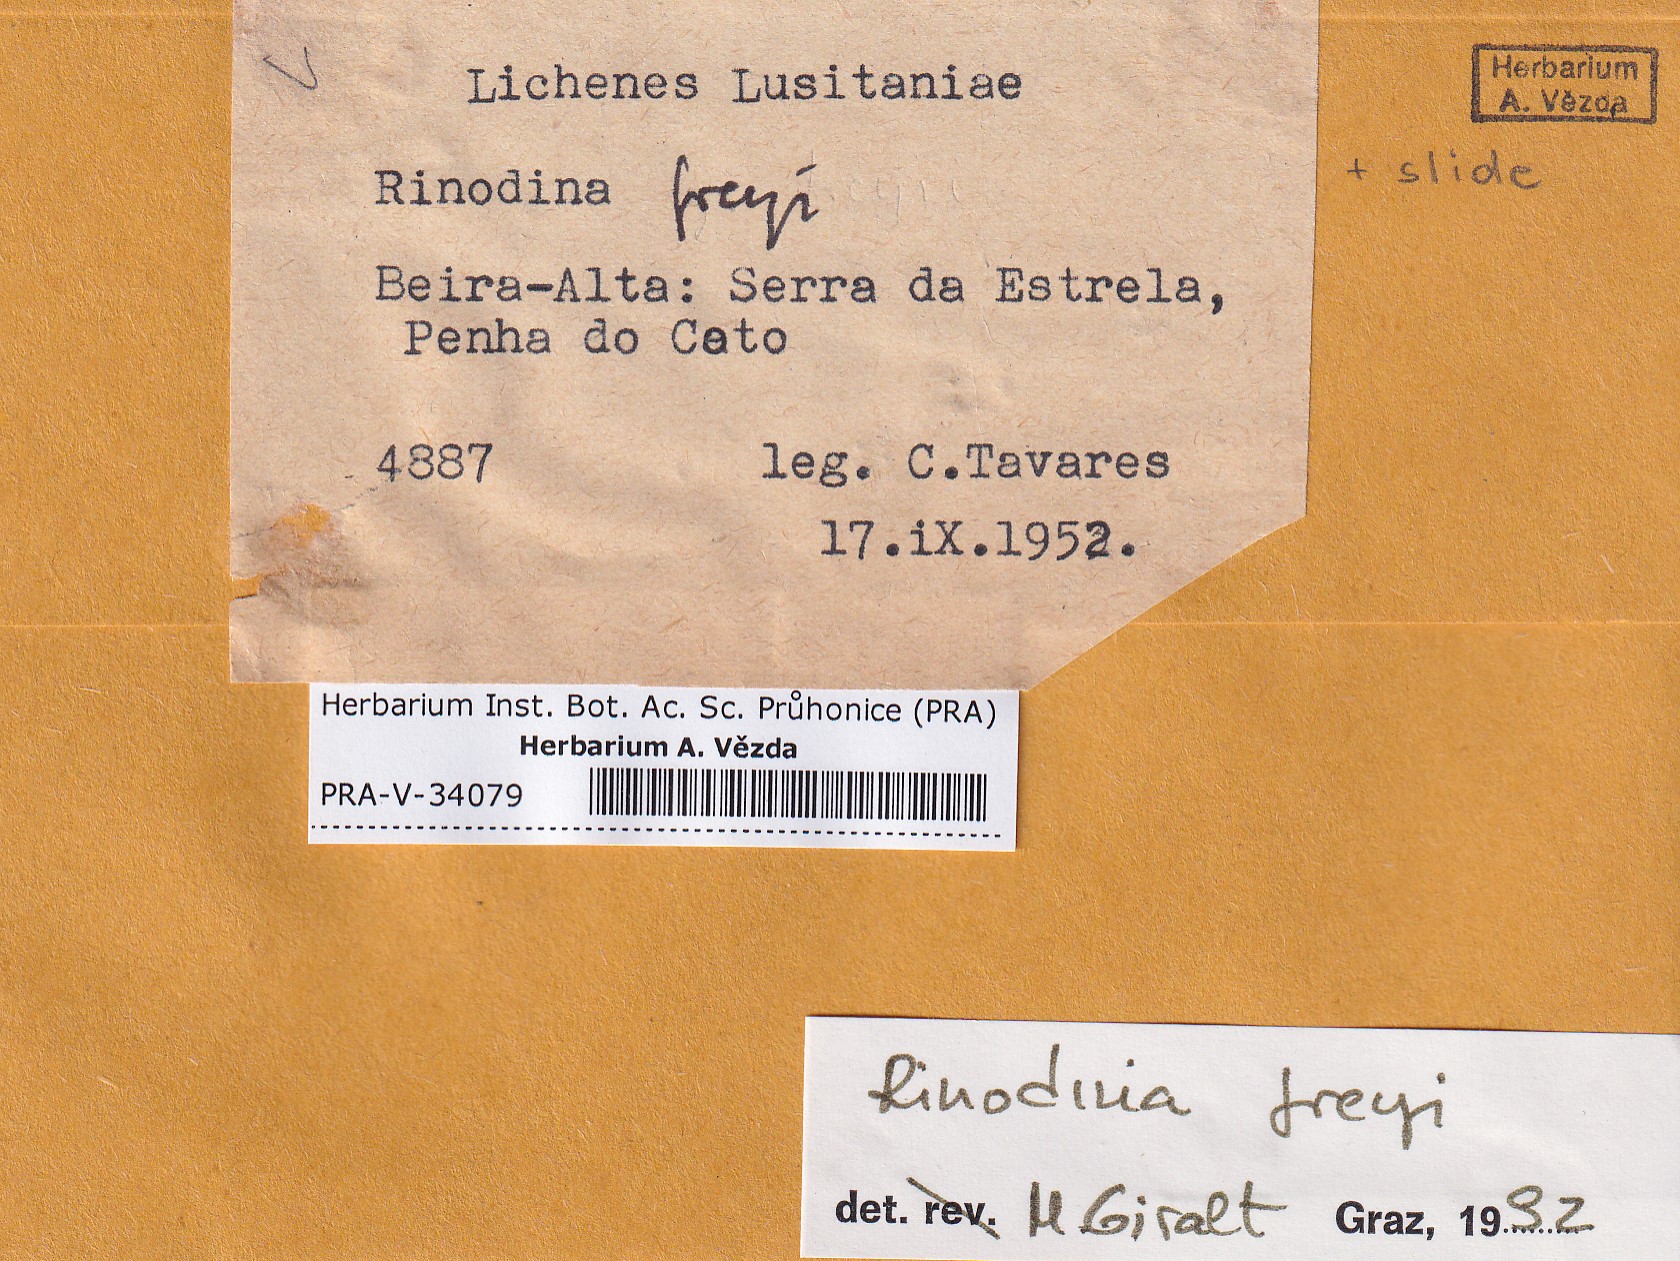 Lichenes Lusitaniae
Herbarium
A. Vězda
+ slide
Rinodina freyi
Beira-Alta: Serra da Estrela,
Penha do Cato
4887 leg. C.Tavares
17.iX.1952.
Herbarium Inst. Bot. Ac. Sc. Průhonice (PRA)
Herbarium A. Vězda
PRA-V-34079
Rinodina freyi
det. rev. M Giralt Graz, 1992